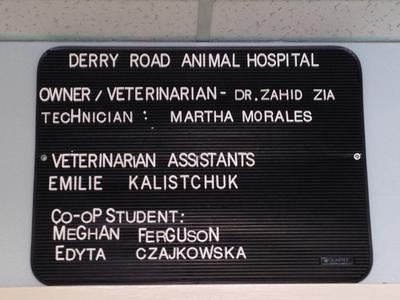 DERRY ROAD ANIMAL HOSPITAL
OWNER / VETERINARIAN - DR. ZAHID ZIA
TECHNICIAN : MARTHA MORALES
VETERINARIAN ASSISTANTS
EMILIE KALISTCHUK
CO-OP STUDENT:
MEGHAN FERGUSON
EDYTA CZAJKOWSKA
QUARTET